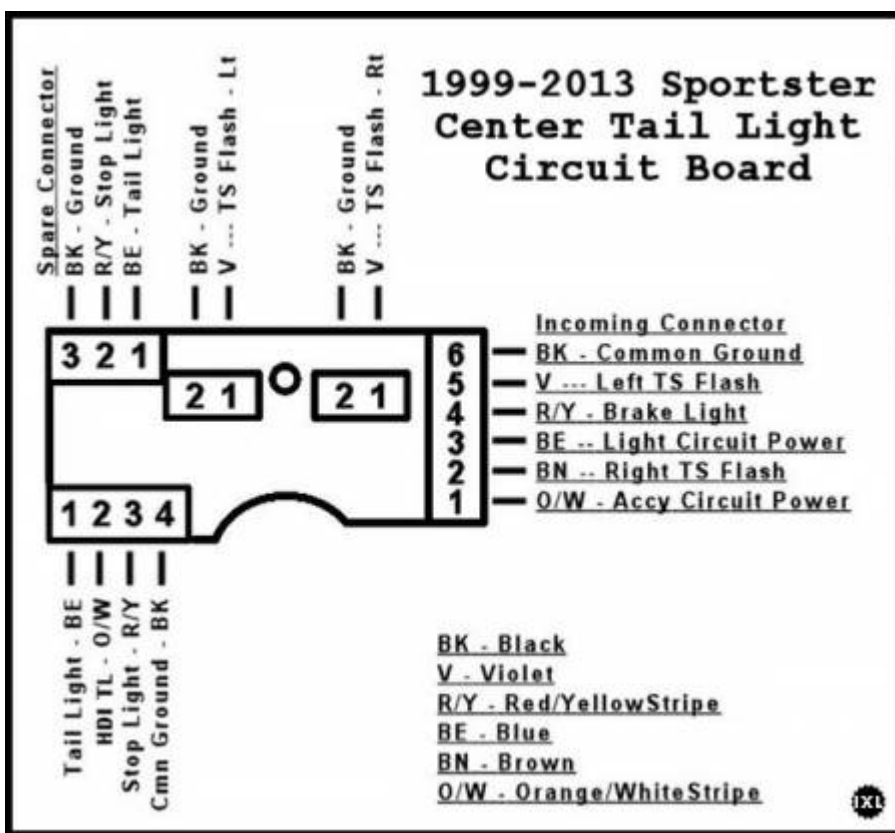 1999-2013 Sportster
Center Tail Light
Circuit Board
Spare Connector
BK - Ground
R/Y - Stop Light
BE - Tail Light
BK - Ground
V --- TS Flash - Lt
BK - Ground
V --- TS Flash - Rt
3 2 1
2 1
2 1
Incoming Connector
6 BK - Common Ground
5 V --- Left TS Flash
4 R/Y - Brake Light
3 BE -- Light Circuit Power
2 BN -- Right TS Flash
1 O/W - Accy Circuit Power
1 2 3 4
Tail Light - BE
HDI TL - O/W
Stop Light - R/Y
Cmn Ground - BK
BK - Black
V - Violet
R/Y - Red/YellowStripe
BE - Blue
BN - Brown
O/W - Orange/WhiteStripe
IXL